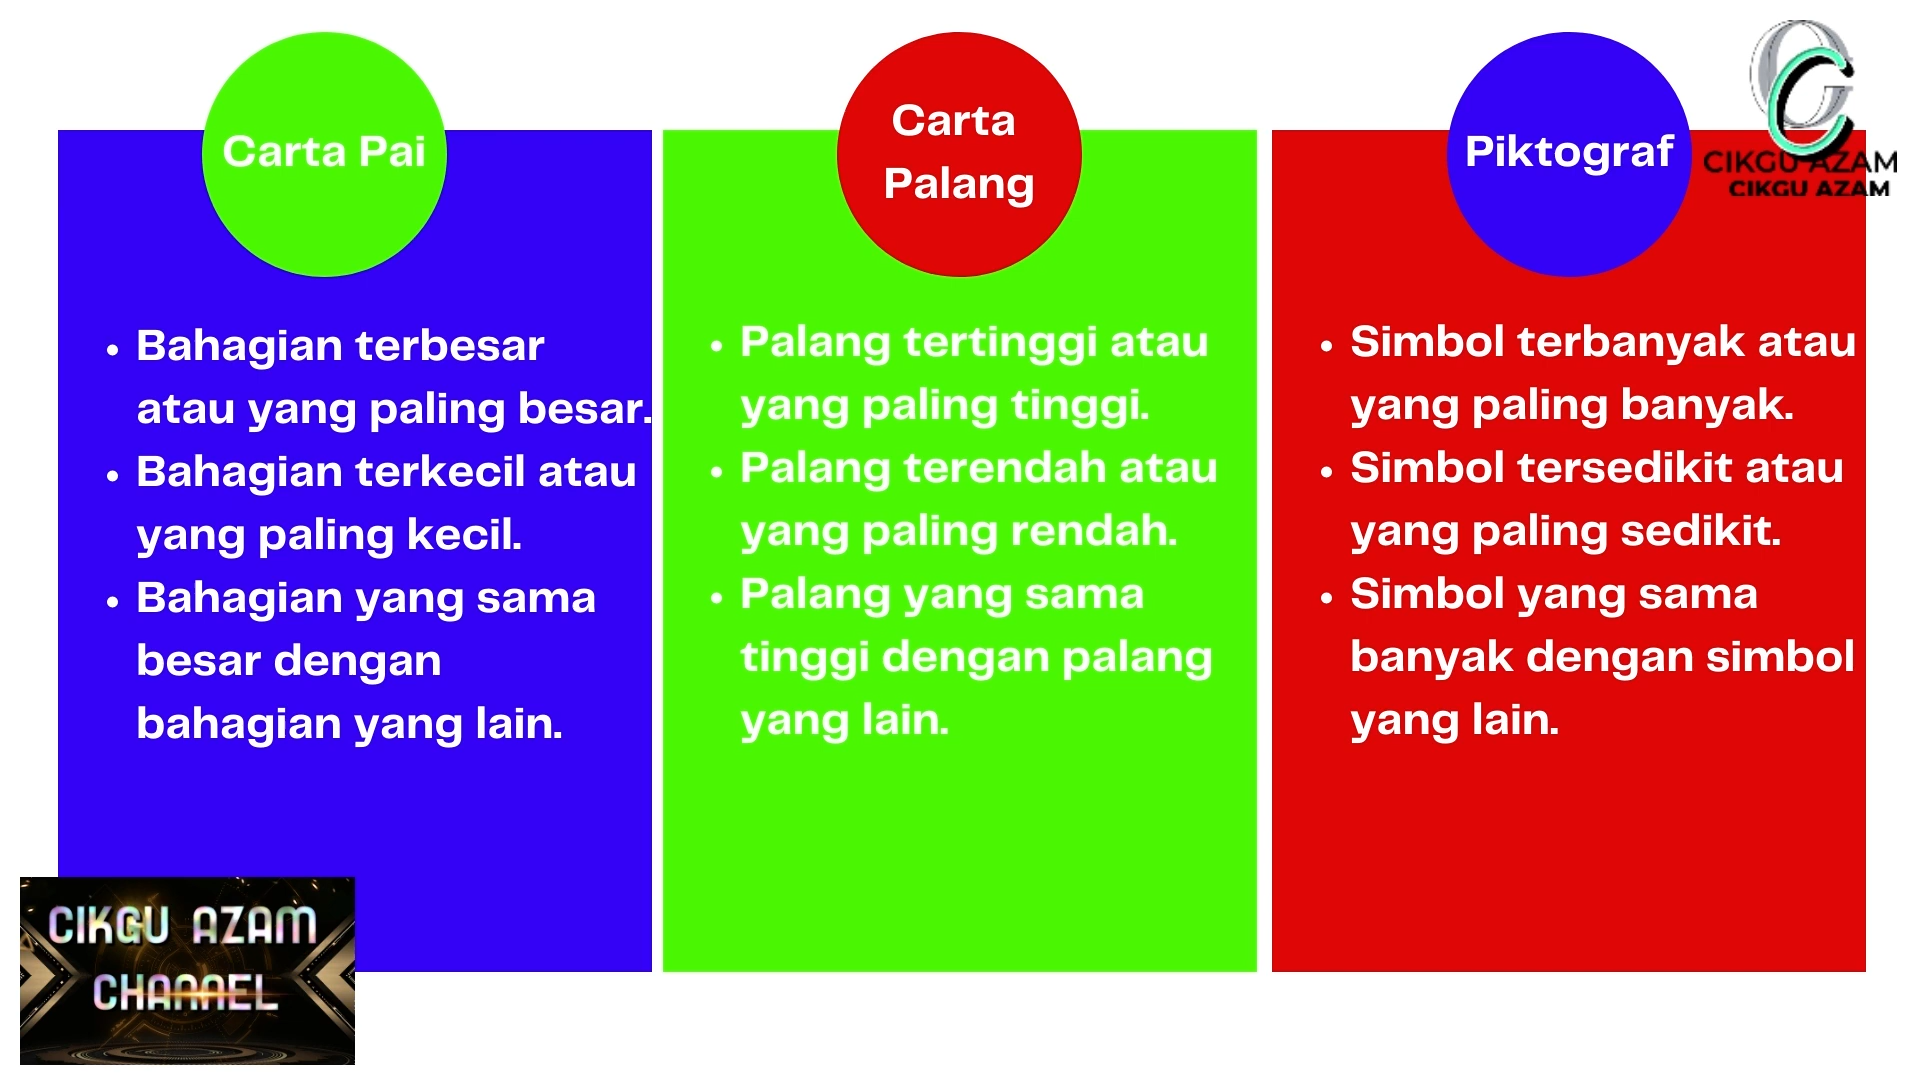 Carta Pai
• Bahagian terbesar
atau yang paling besar.
• Bahagian terkecil atau
yang paling kecil.
• Bahagian yang sama
besar dengan
bahagian yang lain.
Carta
Palang
• Palang tertinggi atau
yang paling tinggi.
• Palang terendah atau
yang paling rendah.
• Palang yang sama
tinggi dengan palang
yang lain.
Piktograf
• Simbol terbanyak atau
yang paling banyak.
• Simbol tersedikit atau
yang paling sedikit.
• Simbol yang sama
banyak dengan simbol
yang lain.
CIKGU AZAM
CIKGU AZAM
CIKGU AZAM
CHANNEL